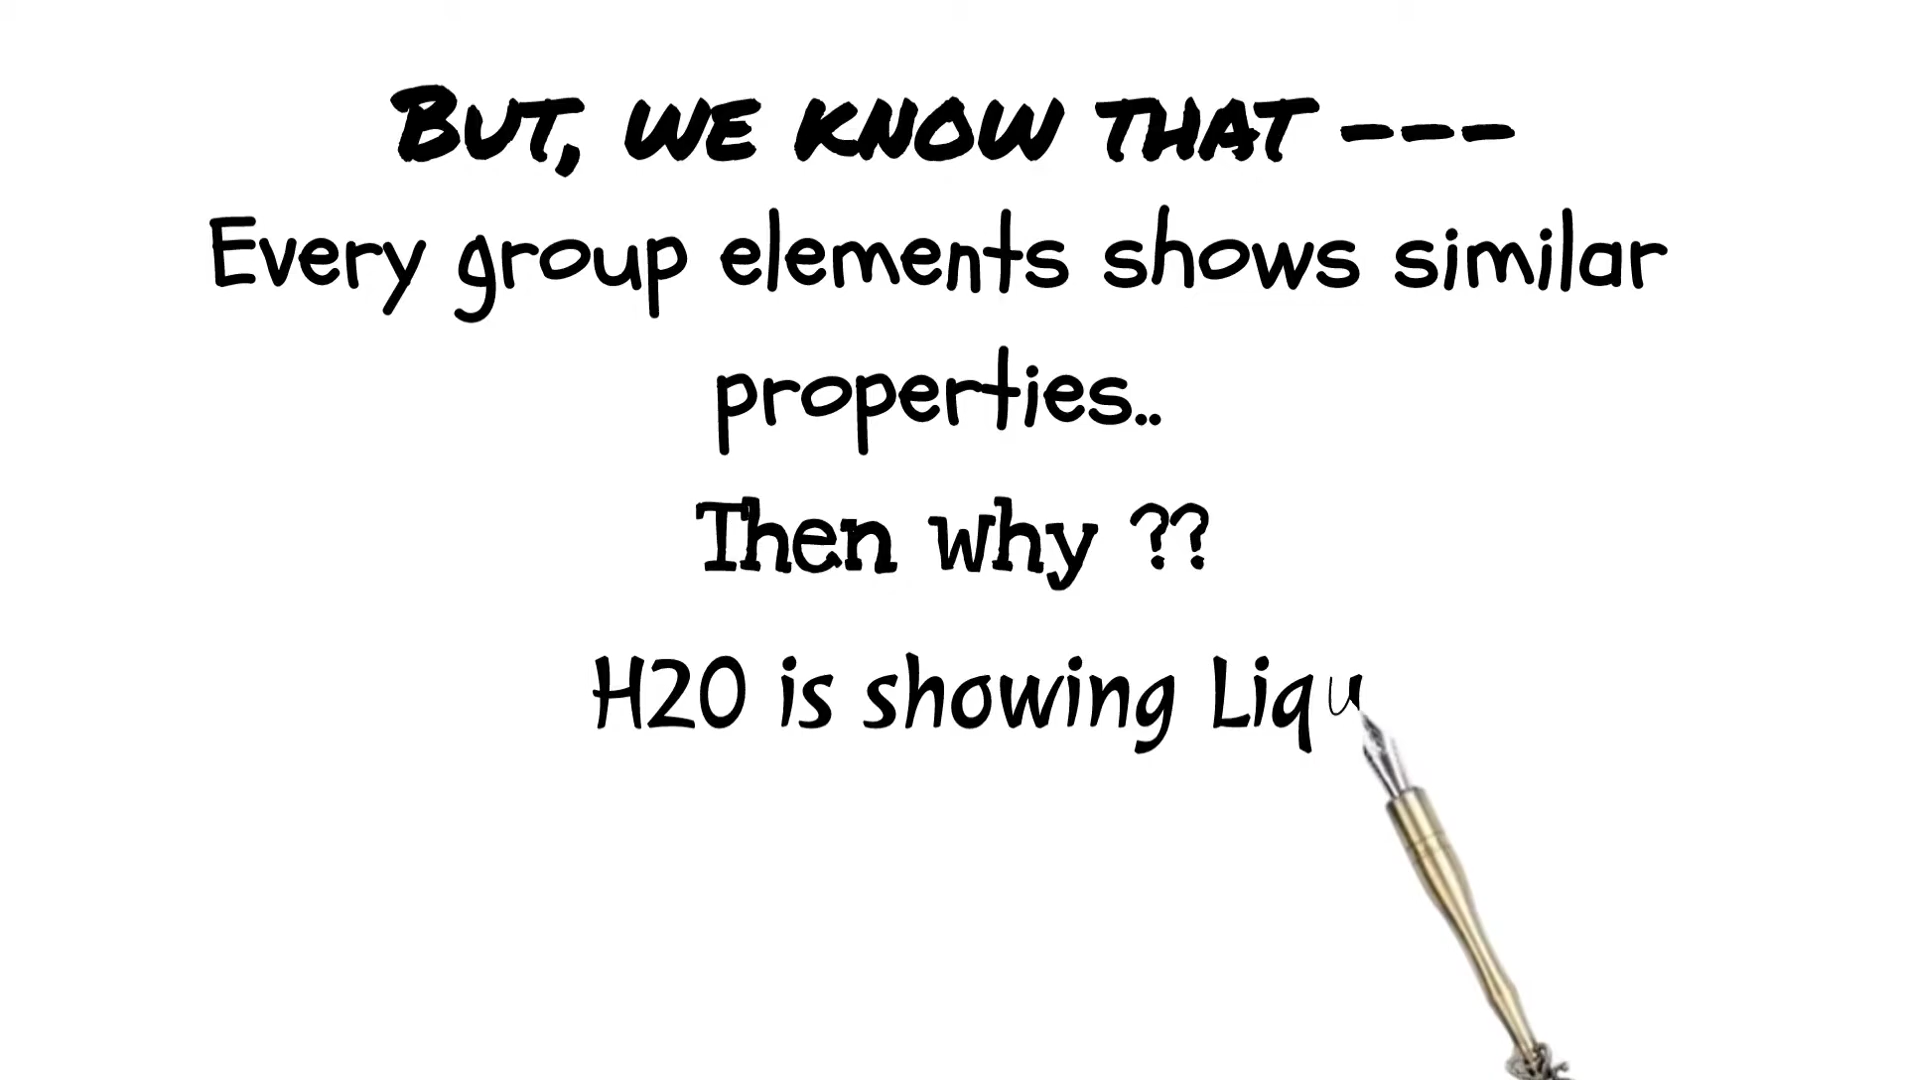 But, we know that ---
Every group elements shows similar
properties..
Then why ??
H2O is showing Liqu